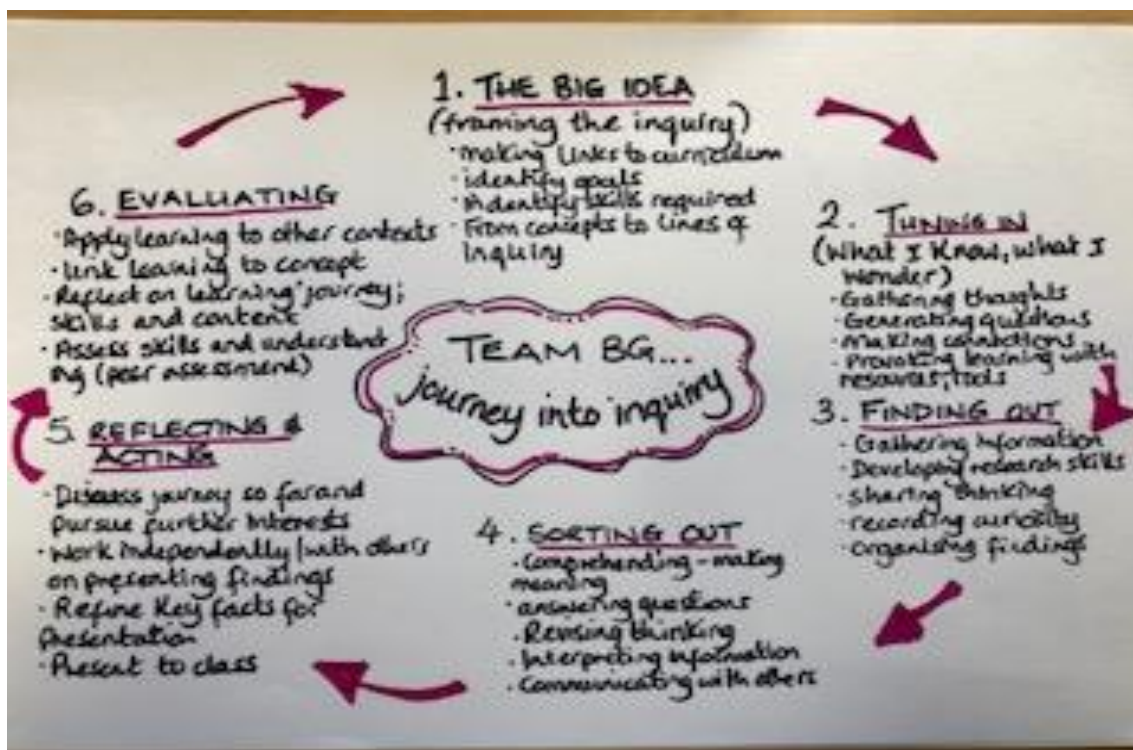 1. THE BIG IDEA
(framing the inquiry)
• making links to curriculum
• identify goals
• identify skills required
• From concepts to lines of
inquiry
2. TUNING IN
(What I know, what I
wonder)
• Gathering thoughts
• Generating questions
• making connections
• Provoking learning with
resources, tools
3. FINDING OUT
• Gathering information
• Developing research skills
• sharing thinking
• recording curiosity
• organising findings
4. SORTING OUT
• Comprehending - making
meaning
• answering questions
• Revising thinking
• Interpreting information
• Communicating with others
5. REFLECTING &
ACTING
• Discuss journey so far and
pursue further interests
• Work independently / with others
on presenting findings
• Refine key facts for
presentation
• Present to class
6. EVALUATING
• Apply learning to other contexts
• Link learning to concept
• Reflect on learning journey;
skills and content
• Assess skills and understand
ing (peer assessment)
TEAM BG...
journey into inquiry